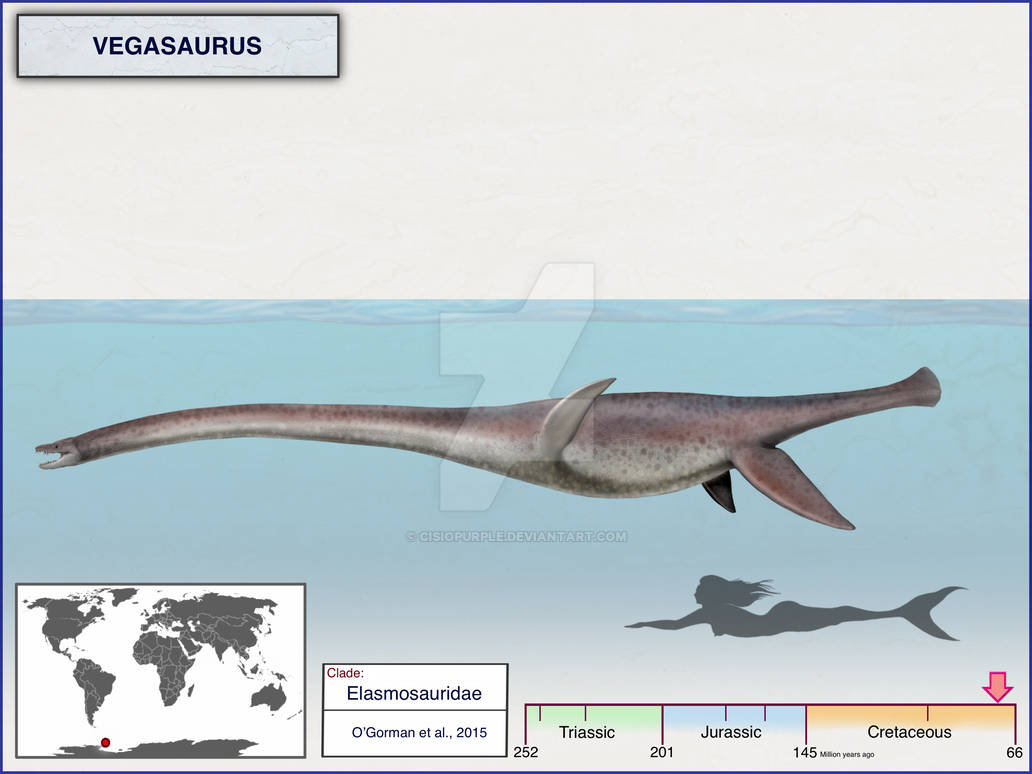 VEGASAURUS
© CISIOPURPLE.DEVIANTART.COM
Clade:
Elasmosauridae
O'Gorman et al., 2015
Triassic Jurassic Cretaceous
252 201 145 Million years ago 66